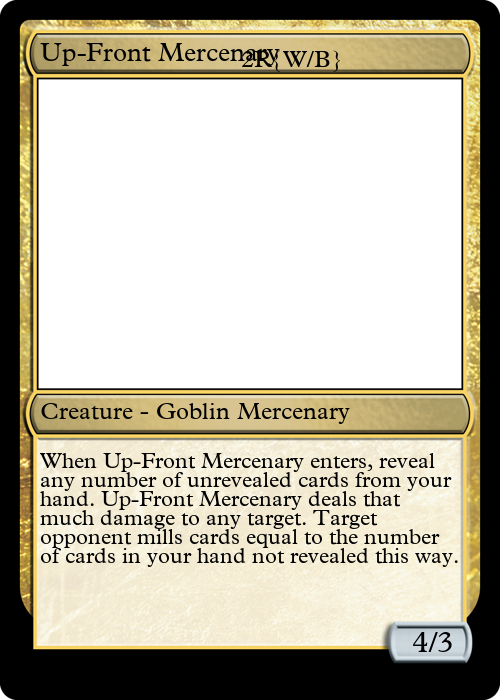 Up-Front Mercenary
2R{W/B}
Creature - Goblin Mercenary
When Up-Front Mercenary enters, reveal
any number of unrevealed cards from your
hand. Up-Front Mercenary deals that
much damage to any target. Target
opponent mills cards equal to the number
of cards in your hand not revealed this way.
4/3